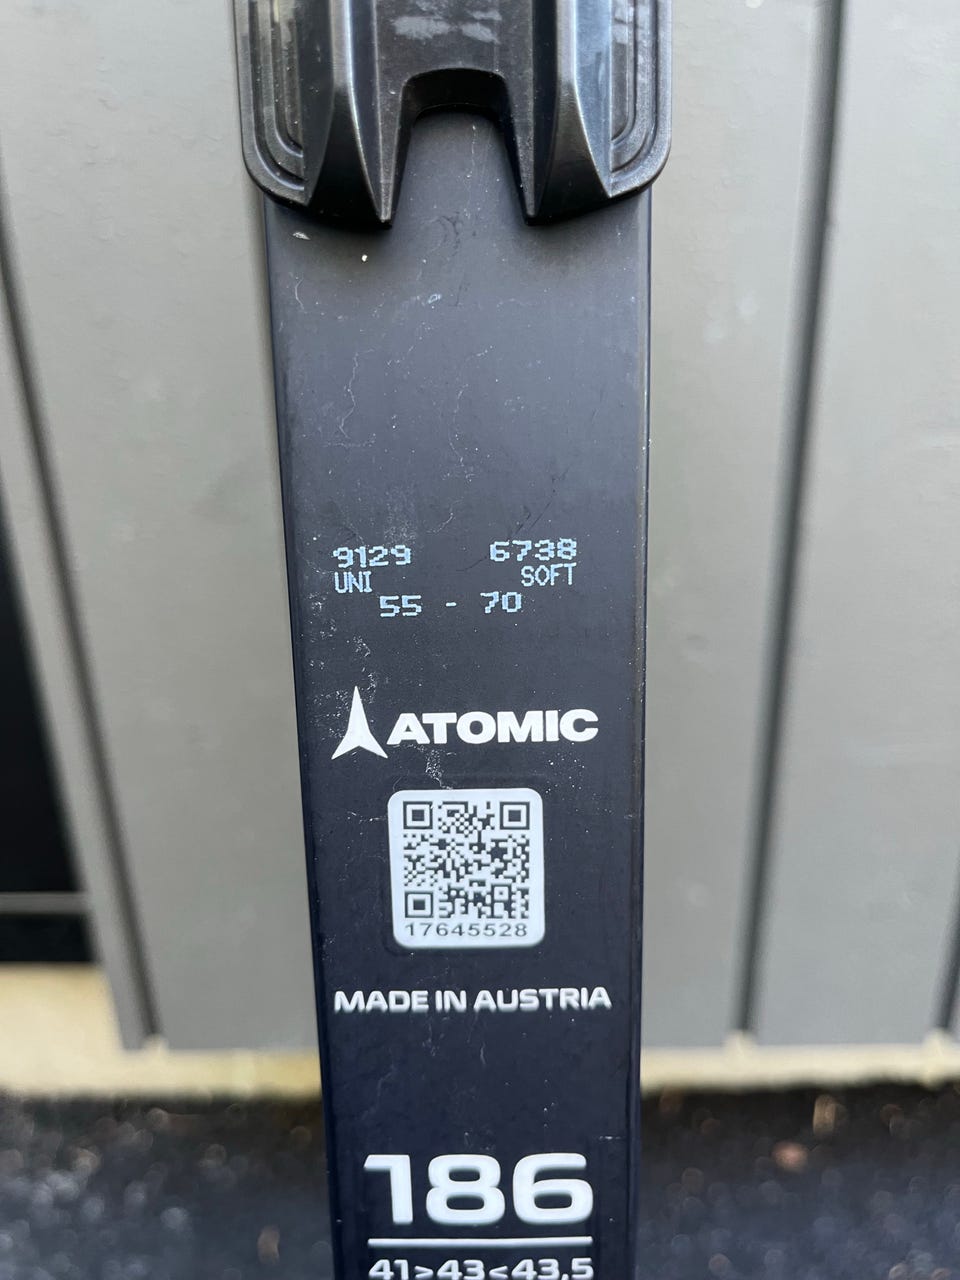 9129 6738
UNI SOFT
55 - 70
ATOMIC
17645528
MADE IN AUSTRIA
186
41>43<43,5